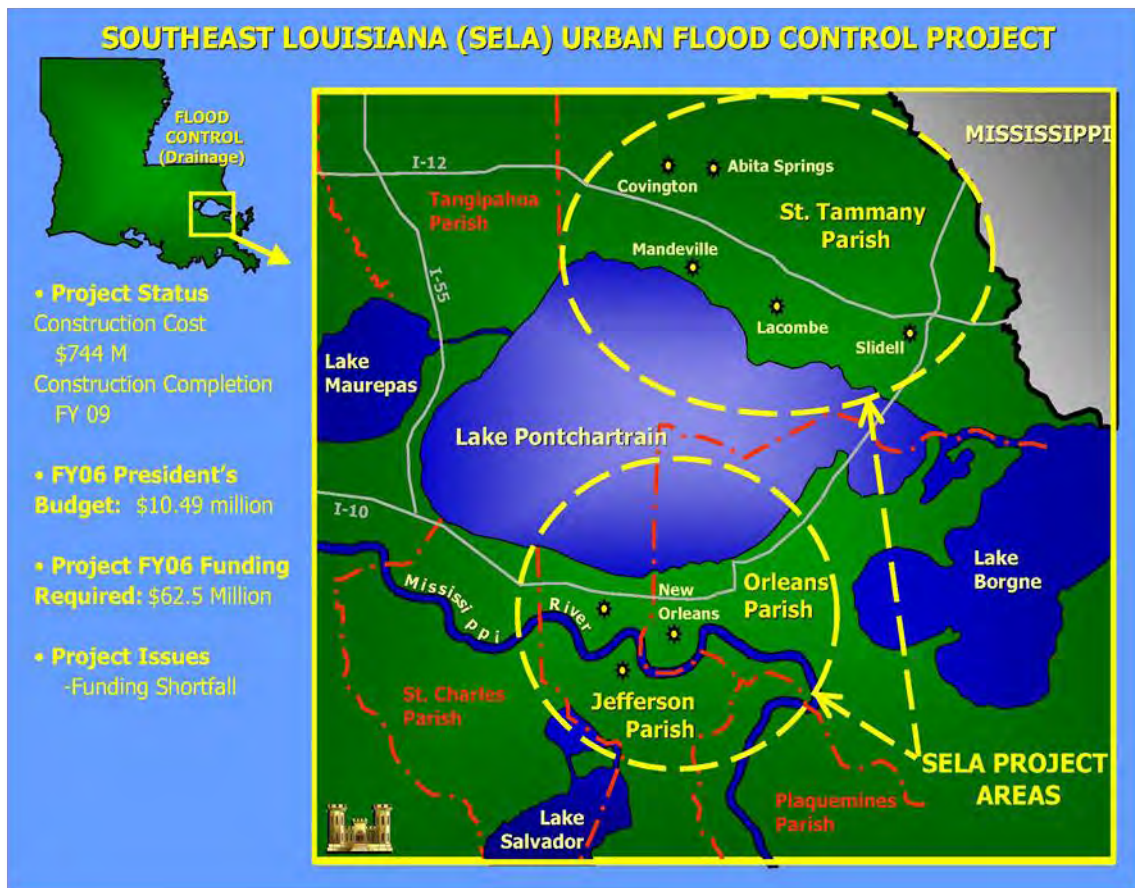 SOUTHEAST LOUISIANA (SELA) URBAN FLOOD CONTROL PROJECT
FLOOD
CONTROL
(Drainage)
• Project Status
Construction Cost
$744 M
Construction Completion
FY 09
• FY06 President's
Budget: $10.49 million
• Project FY06 Funding
Required: $62.5 Million
• Project Issues
-Funding Shortfall
MISSISSIPPI
I-12
Covington
Abita Springs
Tangipahoa
Parish
St. Tammany
Parish
Mandeville
I-55
Lacombe
Slidell
Lake
Maurepas
Lake Pontchartrain
I-10
Lake
Borgne
Mississippi
River
New
Orleans
Orleans
Parish
St. Charles
Parish
Jefferson
Parish
SELA PROJECT
AREAS
Plaquemines
Parish
Lake
Salvador